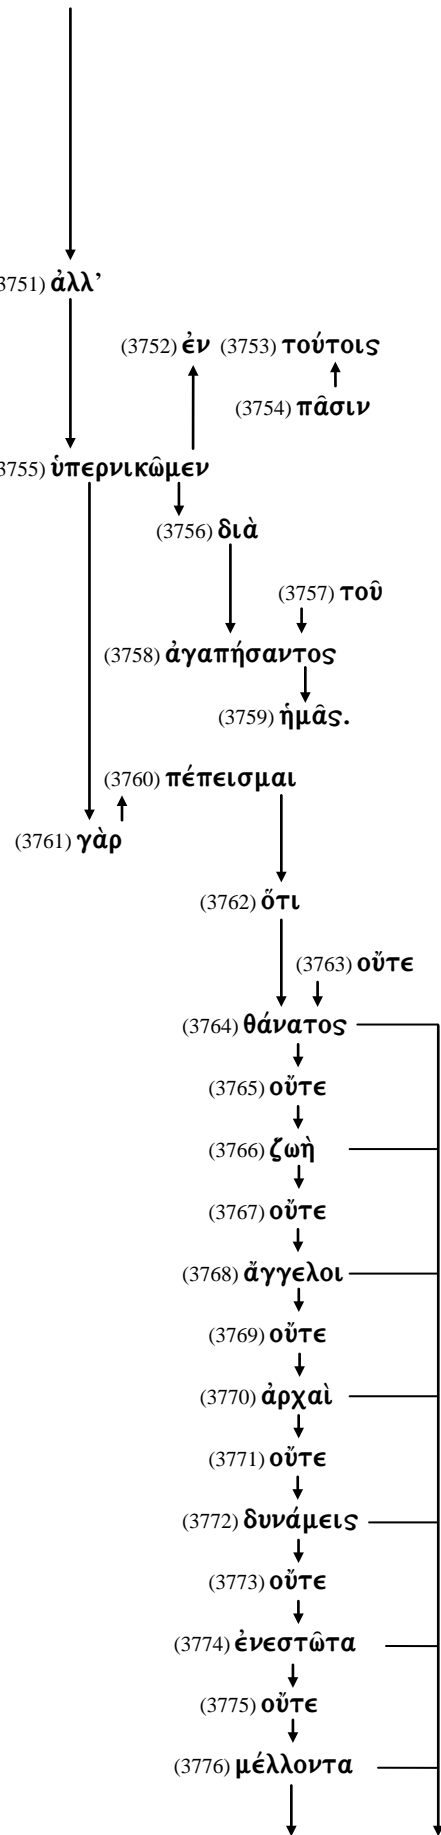 3751) ἀλλ’
(3752) ἐν (3753) τούτοις
(3754) πᾶσιν
3755) ὑπερνικῶμεν
(3756) διὰ
(3757) τοῦ
(3758) ἀγαπήσαντος
(3759) ἡμᾶς.
(3760) πέπεισμαι
(3761) γὰρ
(3762) ὅτι
(3763) οὔτε
(3764) θάνατος
(3765) οὔτε
(3766) ζωὴ
(3767) οὔτε
(3768) ἄγγελοι
(3769) οὔτε
(3770) ἀρχαὶ
(3771) οὔτε
(3772) δυνάμεις
(3773) οὔτε
(3774) ἐνεστῶτα
(3775) οὔτε
(3776) μέλλοντα